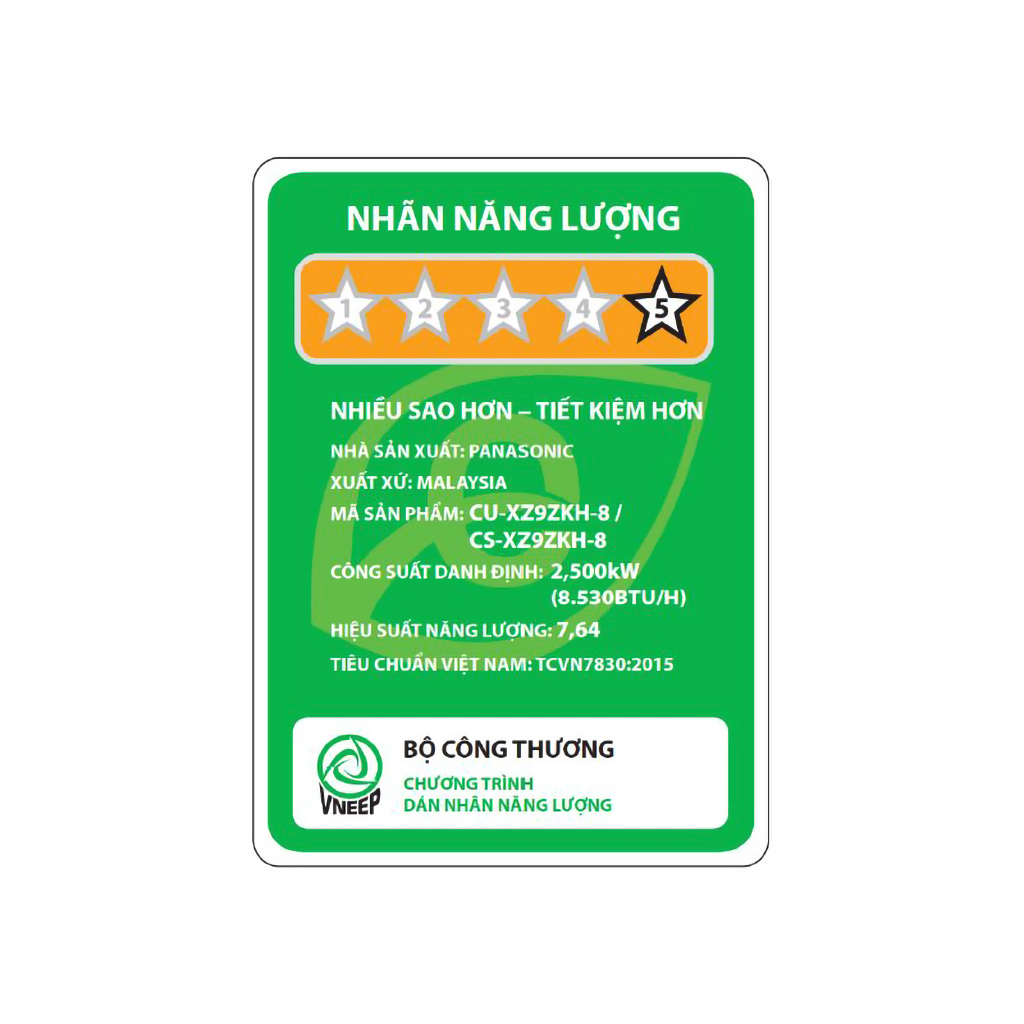 NHÃN NĂNG LƯỢNG
1 2 3 4 5
NHIỀU SAO HƠN – TIẾT KIỆM HƠN
NHÀ SẢN XUẤT: PANASONIC
XUẤT XỨ: MALAYSIA
MÃ SẢN PHẨM: CU-XZ9ZKH-8 /
CS-XZ9ZKH-8
CÔNG SUẤT DANH ĐỊNH: 2,500kW
(8.530BTU/H)
HIỆU SUẤT NĂNG LƯỢNG: 7,64
TIÊU CHUẨN VIỆT NAM: TCVN7830:2015
BỘ CÔNG THƯƠNG
CHƯƠNG TRÌNH
DÁN NHÃN NĂNG LƯỢNG
VNEEP